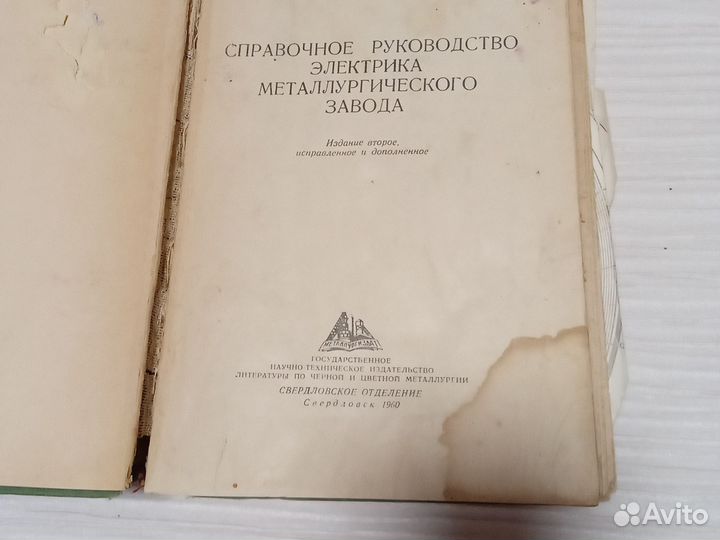 СПРАВОЧНОЕ РУКОВОДСТВО
ЭЛЕКТРИКА
МЕТАЛЛУРГИЧЕСКОГО
ЗАВОДА
Издание второе,
исправленное и дополненное
МЕТАЛЛУРГИЗДАТ
ГОСУДАРСТВЕННОЕ
НАУЧНО-ТЕХНИЧЕСКОЕ ИЗДАТЕЛЬСТВО
ЛИТЕРАТУРЫ ПО ЧЕРНОЙ И ЦВЕТНОЙ МЕТАЛЛУРГИИ
СВЕРДЛОВСКОЕ ОТДЕЛЕНИЕ
Свердловск 1960
Avito